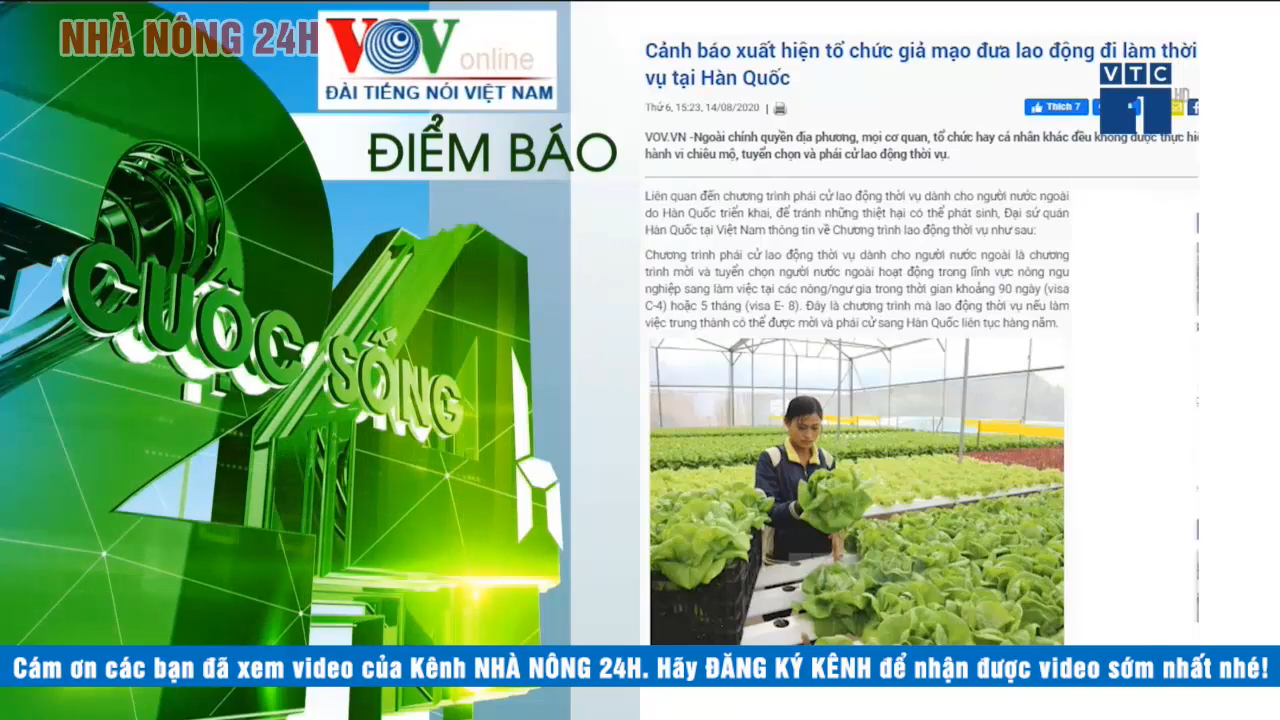 NHÀ NÔNG 24H
VOV online
ĐÀI TIẾNG NÓI VIỆT NAM
ĐIỂM BÁO
CUỘC SỐNG
24h
Cảnh báo xuất hiện tổ chức giả mạo đưa lao động đi làm thời
vụ tại Hàn Quốc
VTC
1
HD
Thứ 6, 15:23, 14/08/2020 |
Thích 7
VOV.VN -Ngoài chính quyền địa phương, mọi cơ quan, tổ chức hay cá nhân khác đều không được thực hiệ
hành vi chiêu mộ, tuyển chọn và phái cử lao động thời vụ.
Liên quan đến chương trình phái cử lao động thời vụ dành cho người nước ngoài
do Hàn Quốc triển khai, để tránh những thiệt hại có thể phát sinh, Đại sứ quán
Hàn Quốc tại Việt Nam thông tin về Chương trình lao động thời vụ như sau:
Chương trình phái cử lao động thời vụ dành cho người nước ngoài là chương
trình mời và tuyển chọn người nước ngoài hoạt động trong lĩnh vực nông ngu
nghiệp sang làm việc tại các nông/ngư gia trong thời gian khoảng 90 ngày (visa
C-4) hoặc 5 tháng (visa E- 8). Đây là chương trình mà lao động thời vụ nếu làm
việc trung thành có thể được mời và phái cử sang Hàn Quốc liên tục hàng năm.
Cám ơn các bạn đã xem video của Kênh NHÀ NÔNG 24H. Hãy ĐĂNG KÝ KÊNH để nhận được video sớm nhất nhé!